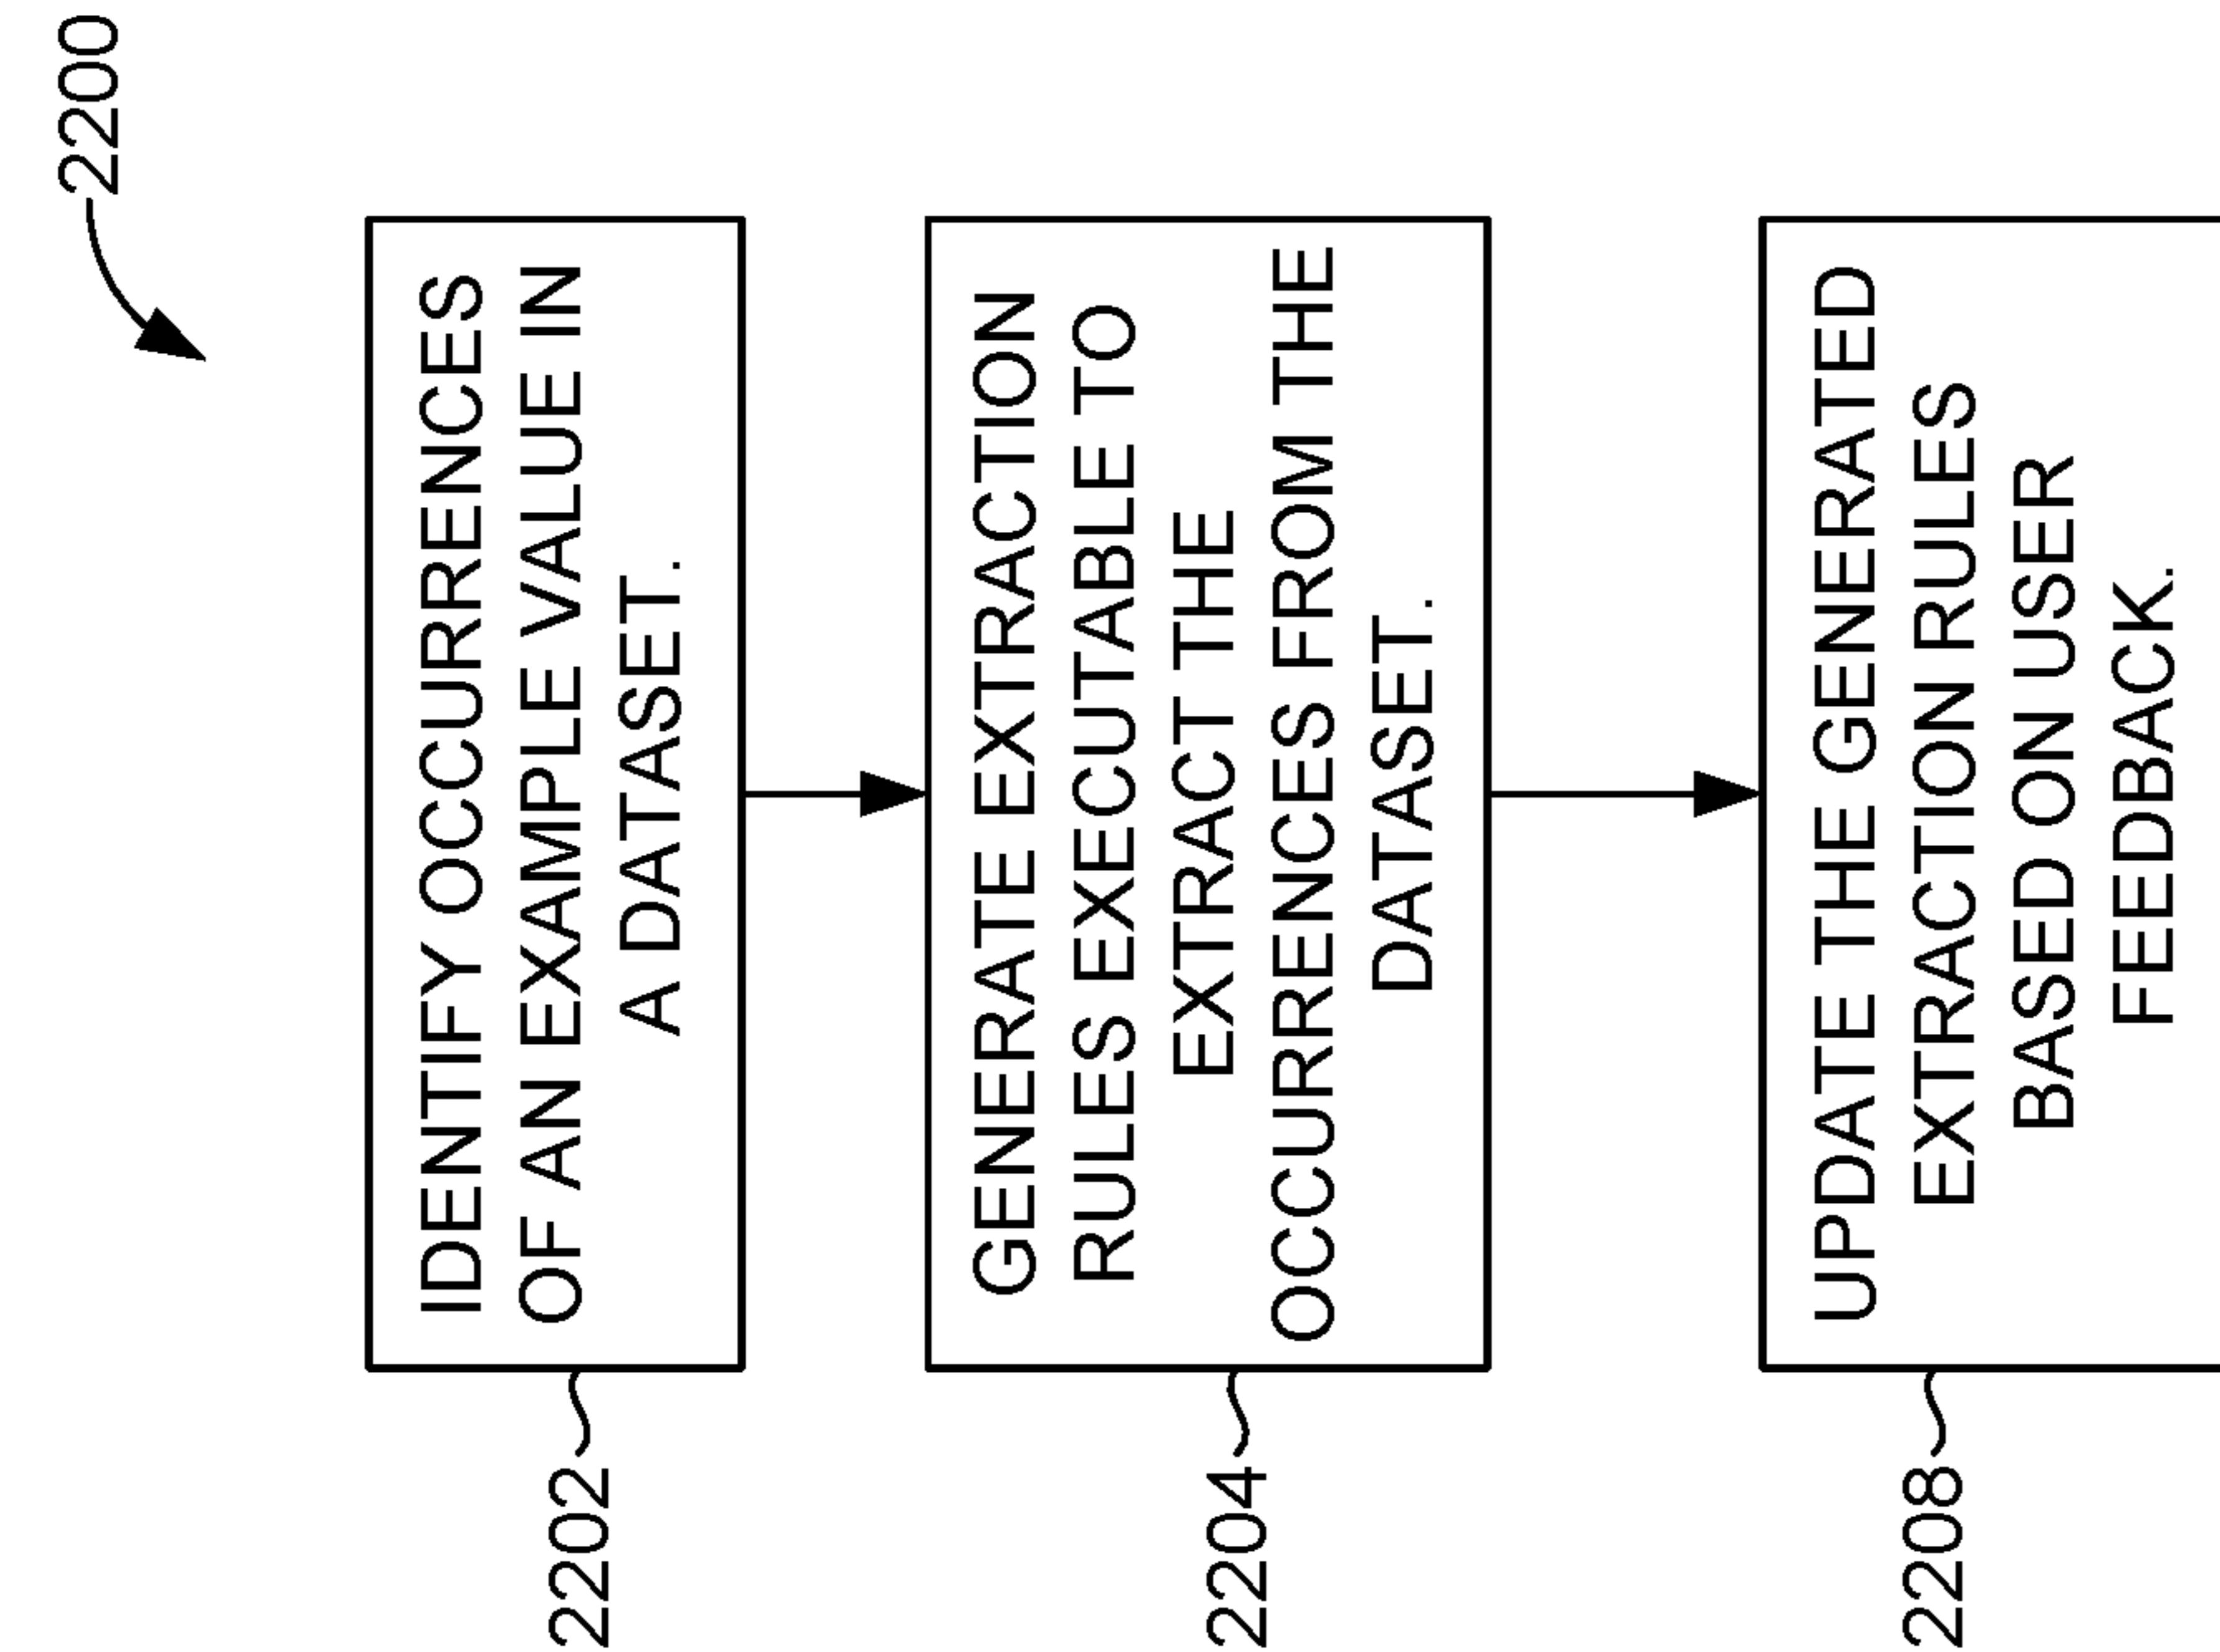 2200
IDENTIFY OCCURRENCES
OF AN EXAMPLE VALUE IN
A DATASET.
2202
GENERATE EXTRACTION
RULES EXECUTABLE TO
EXTRACT THE
OCCURRENCES FROM THE
DATASET.
2204
UPDATE THE GENERATED
EXTRACTION RULES
BASED ON USER
FEEDBACK.
2208